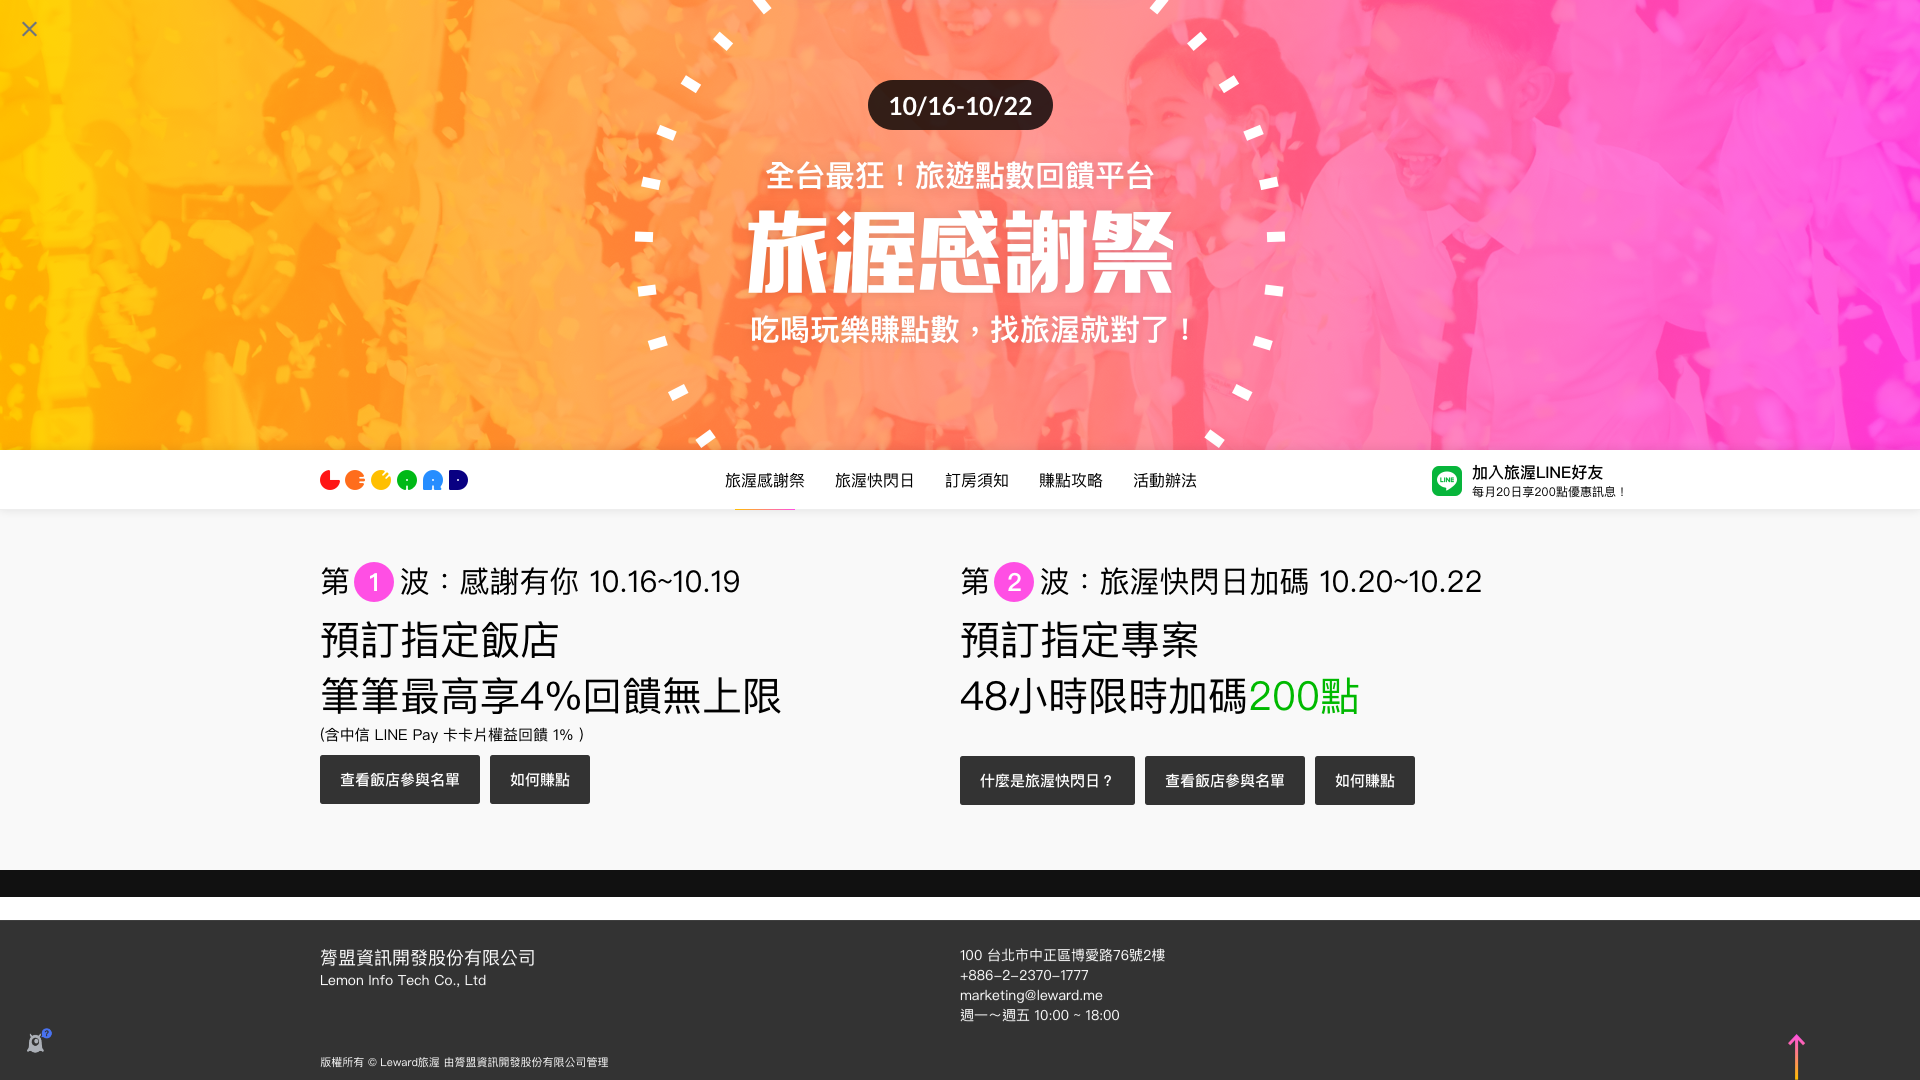 10/16-10/22
全台最狂！旅遊點數回饋平台
旅渥感謝祭
吃喝玩樂賺點數，找旅渥就對了！
LEWARD
旅渥感謝祭
旅渥快閃日
訂房須知
賺點攻略
活動辦法
LINE
加入旅渥LINE好友
每月20日享200點優惠訊息！
第1波：感謝有你 10.16~10.19
預訂指定飯店
筆筆最高享4%回饋無上限
(含中信 LINE Pay 卡卡片權益回饋 1% )
查看飯店參與名單
如何賺點
第2波：旅渥快閃日加碼 10.20~10.22
預訂指定專案
48小時限時加碼200點
什麼是旅渥快閃日？
查看飯店參與名單
如何賺點
膂盟資訊開發股份有限公司
Lemon Info Tech Co., Ltd
100 台北市中正區博愛路76號2樓
+886-2-2370-1777
marketing@leward.me
週一～週五 10:00 ~ 18:00
?
版權所有 © Leward旅渥 由膂盟資訊開發股份有限公司管理